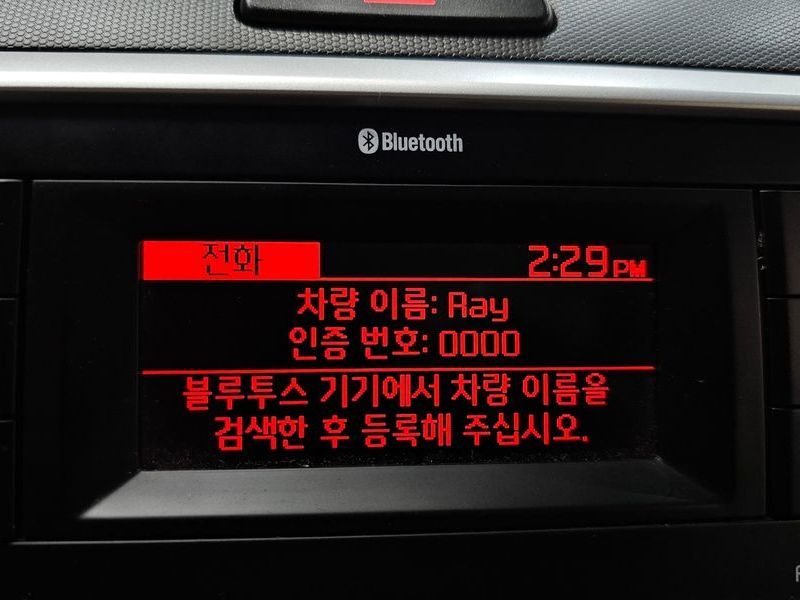 Bluetooth
전화 2:29 PM
차량 이름: Ray
인증 번호: 0000
블루투스 기기에서 차량 이름을
검색한 후 등록해 주십시오.